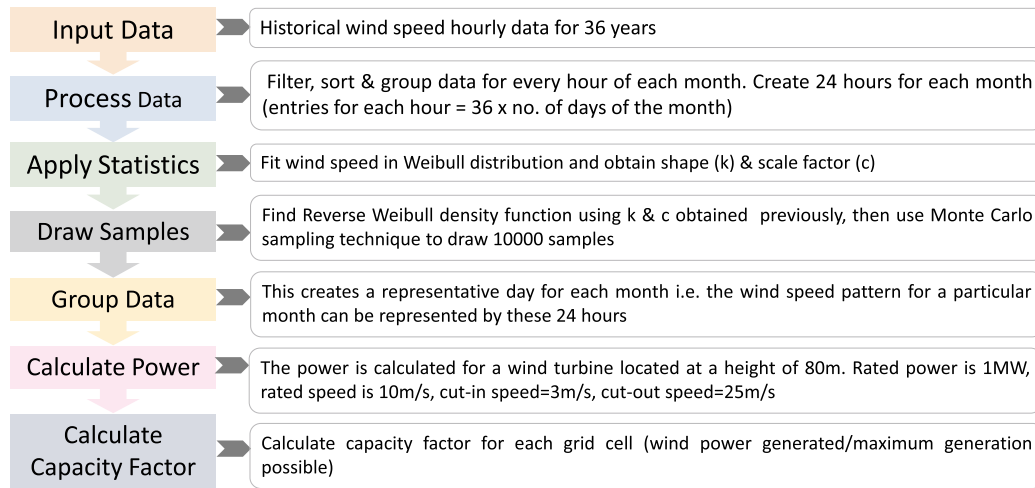 Input Data
Historical wind speed hourly data for 36 years
Process Data
Filter, sort & group data for every hour of each month. Create 24 hours for each month
(entries for each hour = 36 x no. of days of the month)
Apply Statistics
Fit wind speed in Weibull distribution and obtain shape (k) & scale factor (c)
Draw Samples
Find Reverse Weibull density function using k & c obtained previously, then use Monte Carlo
sampling technique to draw 10000 samples
Group Data
This creates a representative day for each month i.e. the wind speed pattern for a particular
month can be represented by these 24 hours
Calculate Power
The power is calculated for a wind turbine located at a height of 80m. Rated power is 1MW,
rated speed is 10m/s, cut-in speed=3m/s, cut-out speed=25m/s
Calculate
Capacity Factor
Calculate capacity factor for each grid cell (wind power generated/maximum generation
possible)